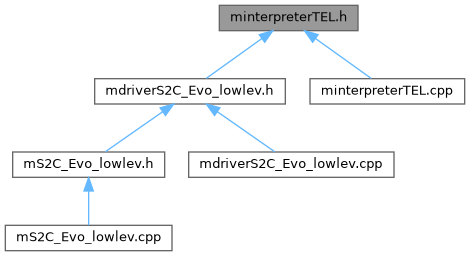 minterpreterTEL.h
mdriverS2C_Evo_lowlev.h
minterpreterTEL.cpp
mS2C_Evo_lowlev.h
mdriverS2C_Evo_lowlev.cpp
mS2C_Evo_lowlev.cpp